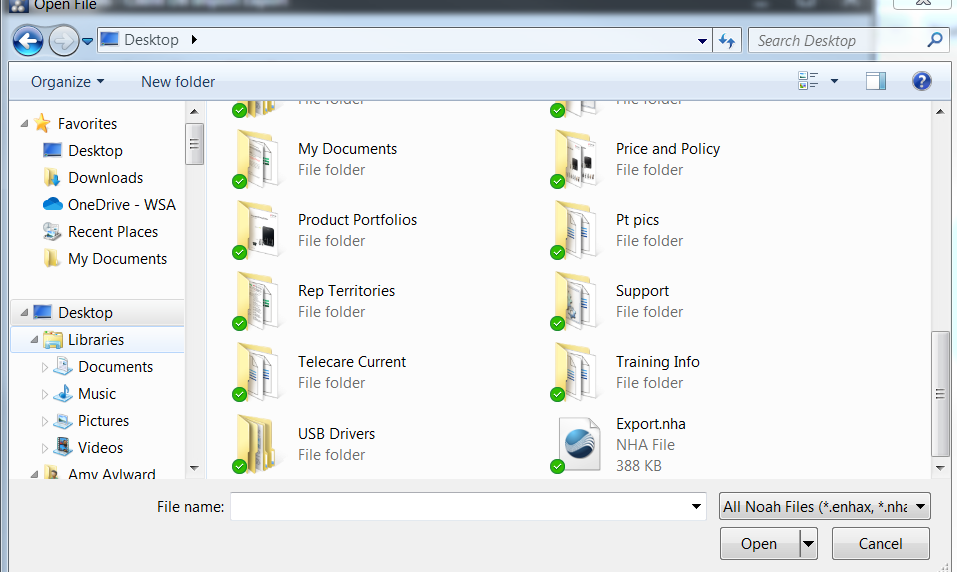 Open File
Desktop
Search Desktop
Organize
New folder
Favorites
Desktop
Downloads
OneDrive - WSA
Recent Places
My Documents
Desktop
Libraries
Documents
Music
Pictures
Videos
Amy Aylward
File folder
File folder
My Documents
File folder
Price and Policy
File folder
Product Portfolios
File folder
Pt pics
File folder
Rep Territories
File folder
Support
File folder
Telecare Current
File folder
Training Info
File folder
USB Drivers
File folder
Export.nha
NHA File
388 KB
File name:
All Noah Files (*.enhax, *.nha
Open
Cancel